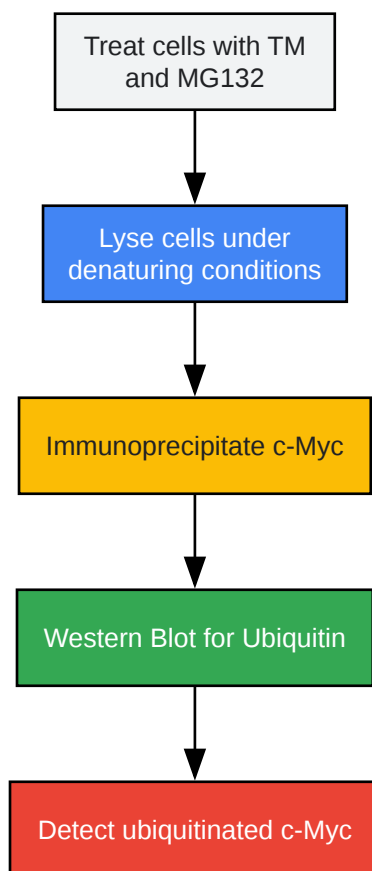 Treat cells with TM
and MG132
Lyse cells under
denaturing conditions
Immunoprecipitate c-Myc
Western Blot for Ubiquitin
Detect ubiquitinated c-Myc